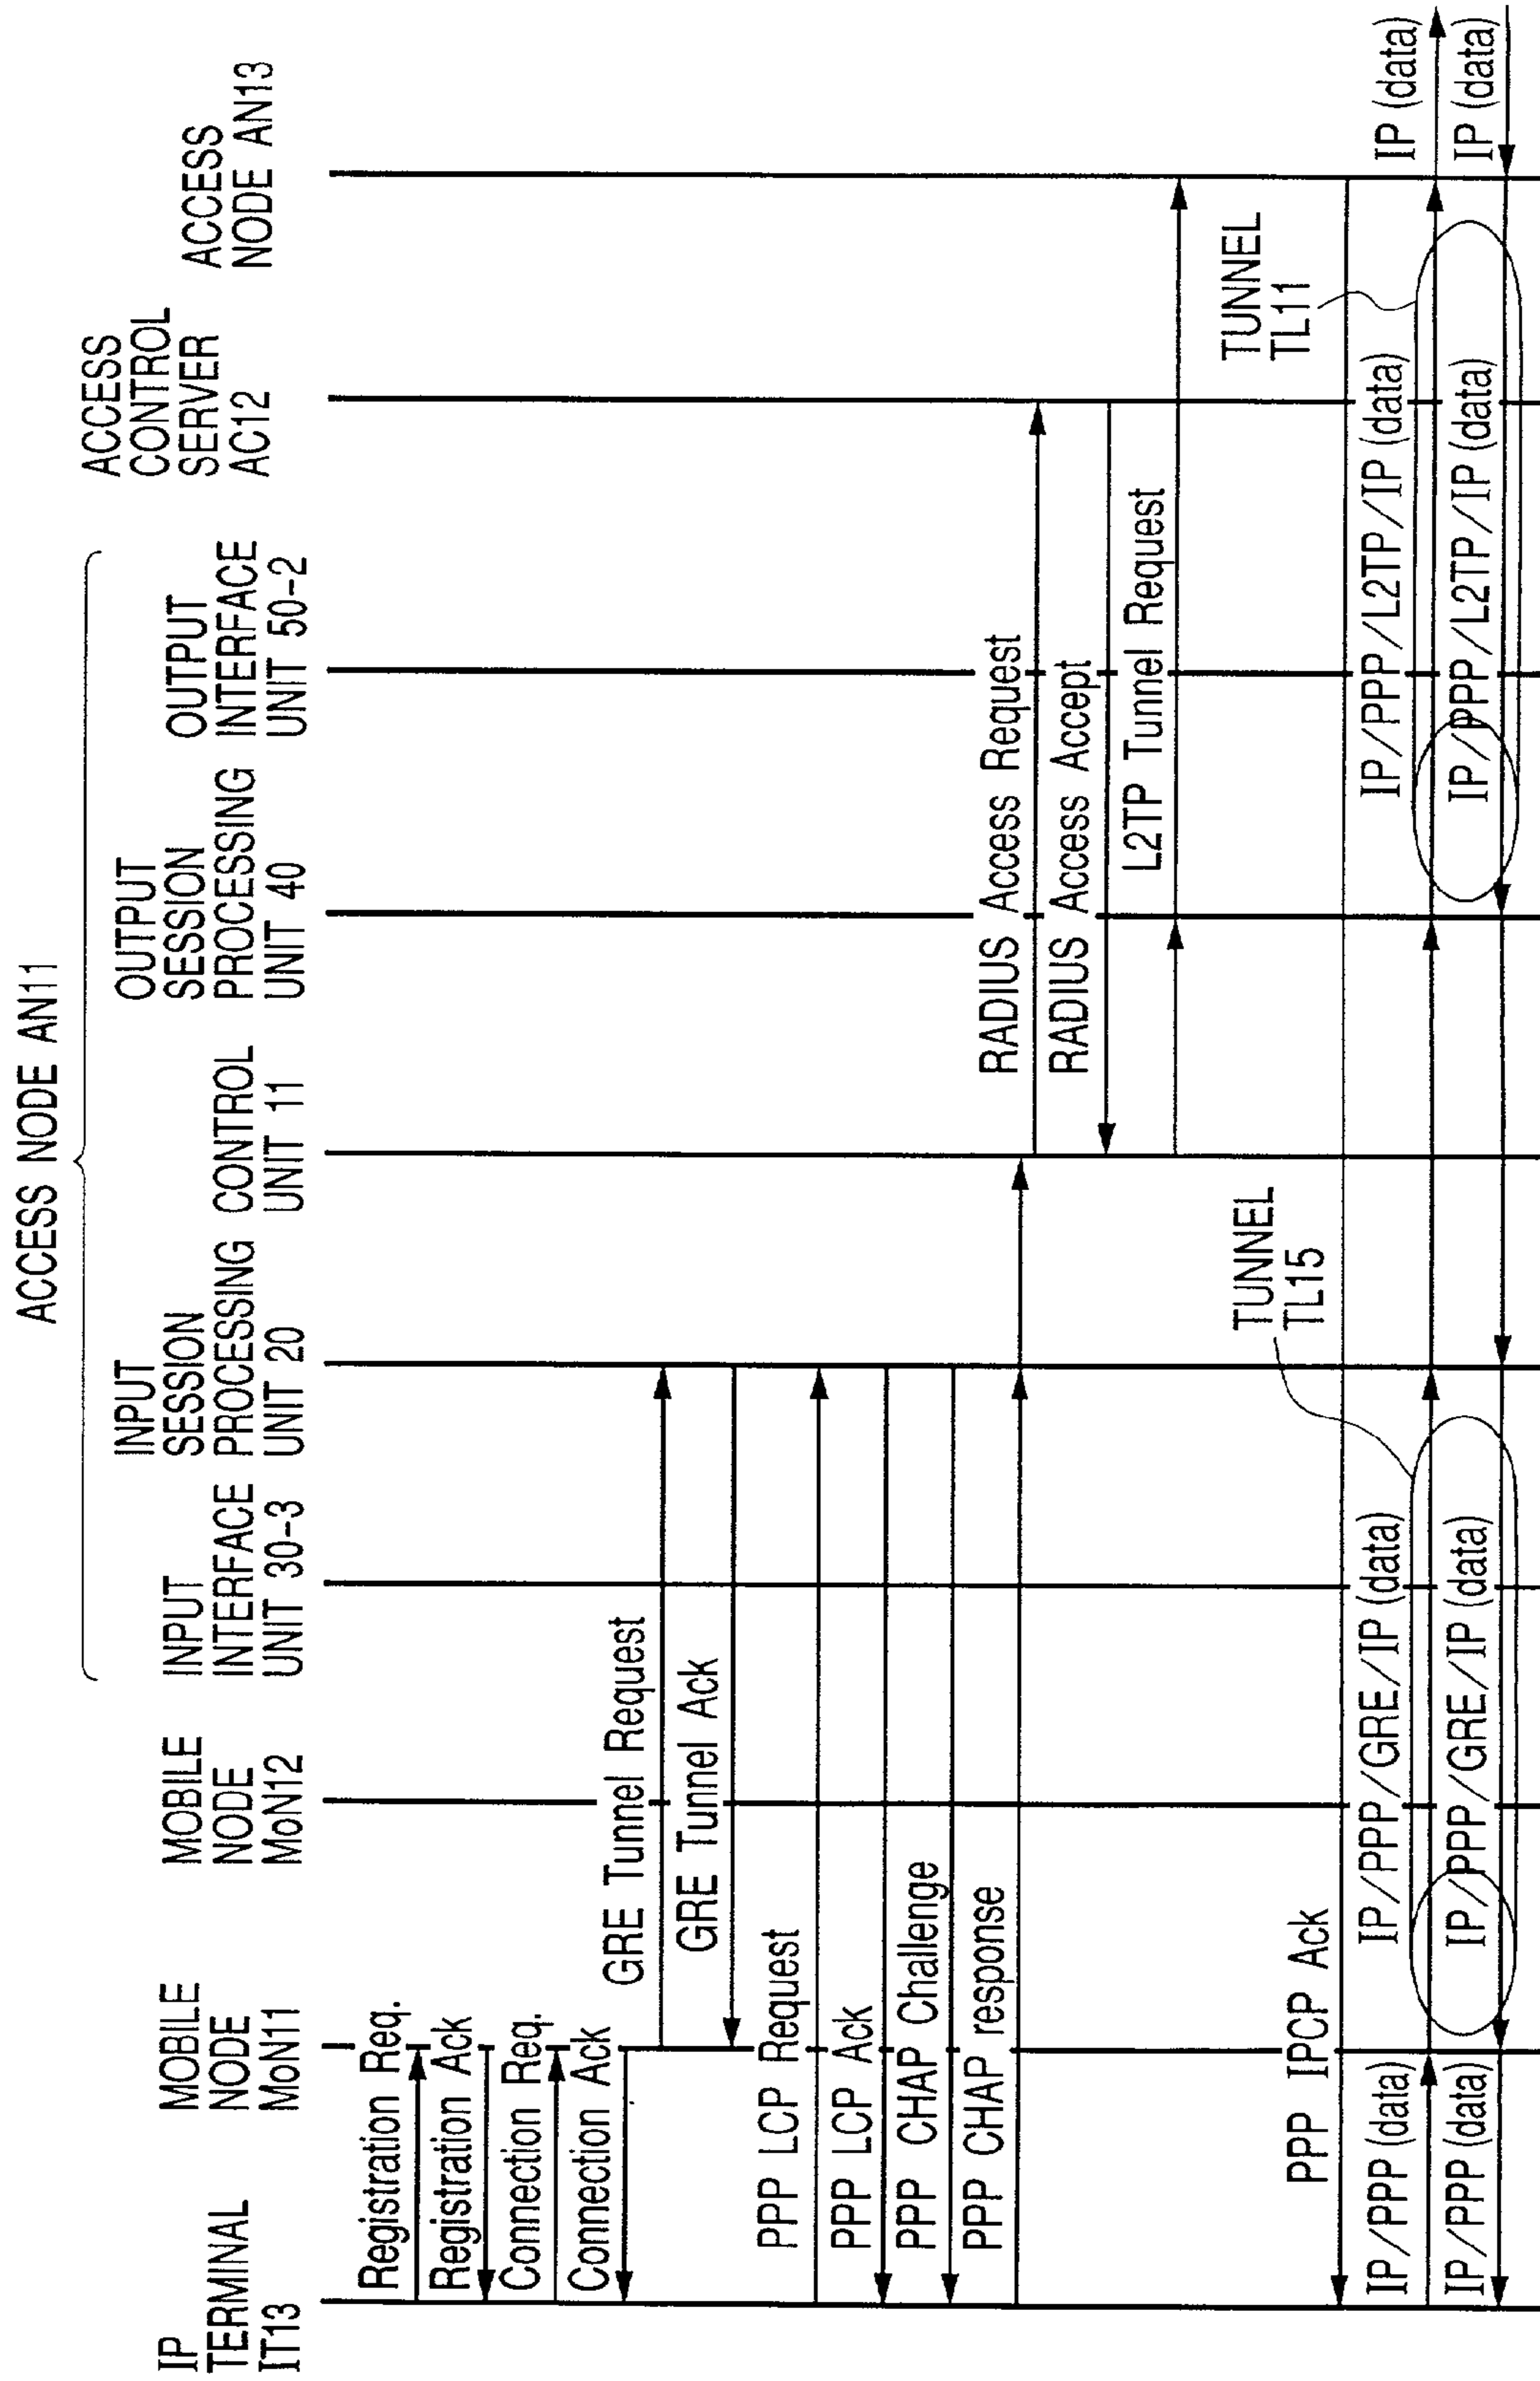 ACCESS NODE AN11
IP
TERMINAL
IT13
MOBILE
NODE
MoN11
MOBILE
NODE
MoN12
INPUT
INTERFACE
UNIT 30-3
INPUT
SESSION
PROCESSING
UNIT 20
CONTROL
UNIT 11
OUTPUT
SESSION
PROCESSING
UNIT 40
OUTPUT
INTERFACE
UNIT 50-2
ACCESS
CONTROL
SERVER
AC12
ACCESS
NODE AN13
Registration Req.
Registration Ack
Connection Req.
Connection Ack
GRE Tunnel Request
GRE Tunnel Ack
PPP LCP Request
PPP LCP Ack
PPP CHAP Challenge
PPP CHAP response
RADIUS Access Request
RADIUS Access Accept
L2TP Tunnel Request
PPP IPCP Ack
TUNNEL
TL15
TUNNEL
TL11
IP/PPP (data)
IP/PPP/GRE/IP (data)
IP/PPP/L2TP/IP (data)
IP (data)
IP/PPP (data)
IP/PPP/GRE/IP (data)
IP/PPP/L2TP/IP (data)
IP (data)